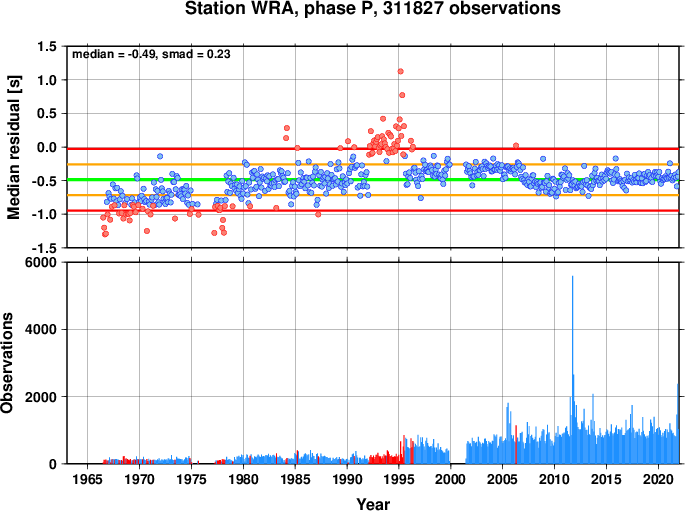 Station WRA, phase P, 311827 observations
median = -0.49, smad = 0.23
Median residual [s]
1.5
1.0
0.5
0.0
-0.5
-1.0
-1.5
Observations
6000
4000
2000
0
1965 1970 1975 1980 1985 1990 1995 2000 2005 2010 2015 2020
Year